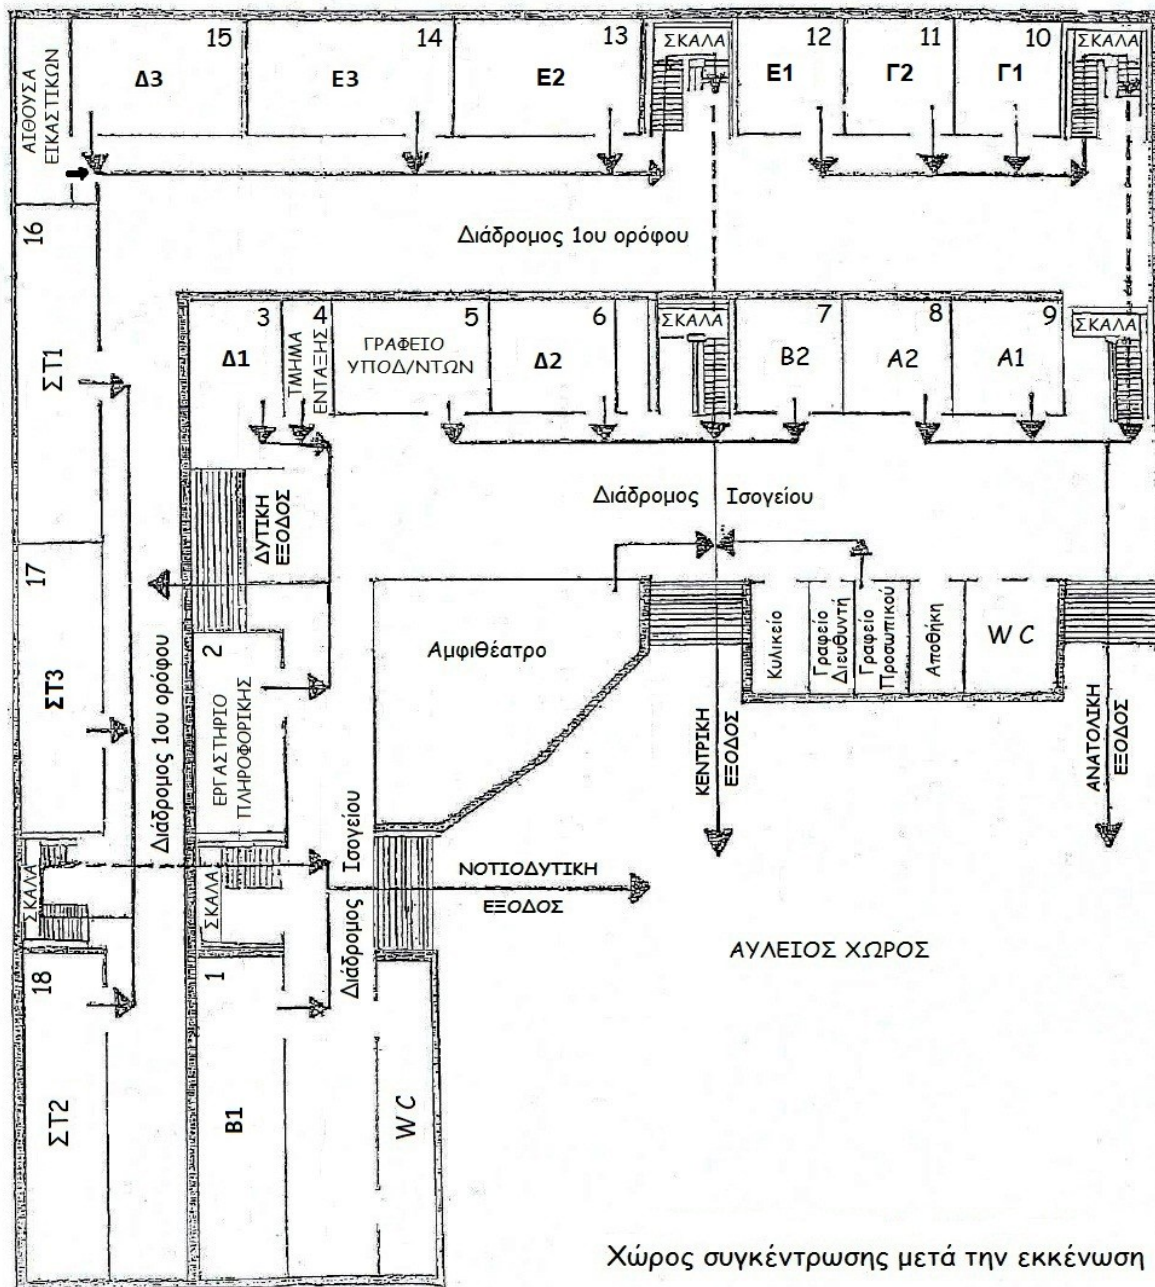 ΑΙΘΟΥΣΑ
ΕΙΚΑΣΤΙΚΩΝ
15
Δ3
14
Ε3
13
Ε2
ΣΚΑΛΑ
12
Ε1
11
Γ2
10
Γ1
ΣΚΑΛΑ
Διάδρομος 1ου ορόφου
16
ΣΤ1
3
Δ1
4
ΤΜΗΜΑ
ΕΝΤΑΞΗΣ
5
ΓΡΑΦΕΙΟ
ΥΠΟΔ/ΝΤΩΝ
6
Δ2
ΣΚΑΛΑ
7
Β2
8
Α2
9
Α1
ΣΚΑΛΑ
Διάδρομος Ισογείου
ΔΥΤΙΚΗ
ΕΞΟΔΟΣ
17
ΣΤ3
Διάδρομος 1ου ορόφου
2
ΕΡΓΑΣΤΗΡΙΟ
ΠΛΗΡΟΦΟΡΙΚΗΣ
Αμφιθέατρο
Κυλικείο
Γραφείο
Διευθυντή
Γραφείο
Προσωπικού
Αποθήκη
WC
ΚΕΝΤΡΙΚΗ
ΕΞΟΔΟΣ
ΑΝΑΤΟΛΙΚΗ
ΕΞΟΔΟΣ
ΣΚΑΛΑ
ΣΚΑΛΑ
Διάδρομος Ισογείου
ΝΟΤΙΟΔΥΤΙΚΗ
ΕΞΟΔΟΣ
ΑΥΛΕΙΟΣ ΧΩΡΟΣ
18
ΣΤ2
1
Β1
WC
Χώρος συγκέντρωσης μετά την εκκένωση